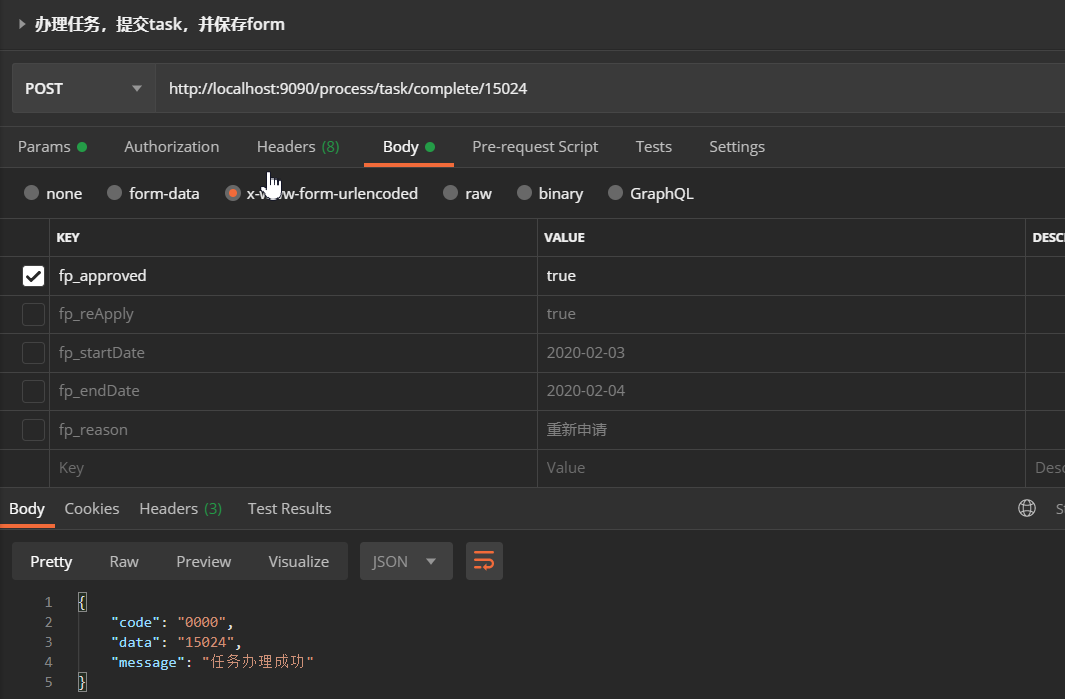 办理任务，提交task，并保存form
POST http://localhost:9090/process/task/complete/15024
Params Authorization Headers (8) Body Pre-request Script Tests Settings
none form-data x-www-form-urlencoded raw binary GraphQL
KEY VALUE DESC
fp_approved true
fp_reApply true
fp_startDate 2020-02-03
fp_endDate 2020-02-04
fp_reason 重新申请
Key Value Desc
Body Cookies Headers (3) Test Results
Pretty Raw Preview Visualize JSON
1 {
2 "code": "0000",
3 "data": "15024",
4 "message": "任务办理成功"
5 }